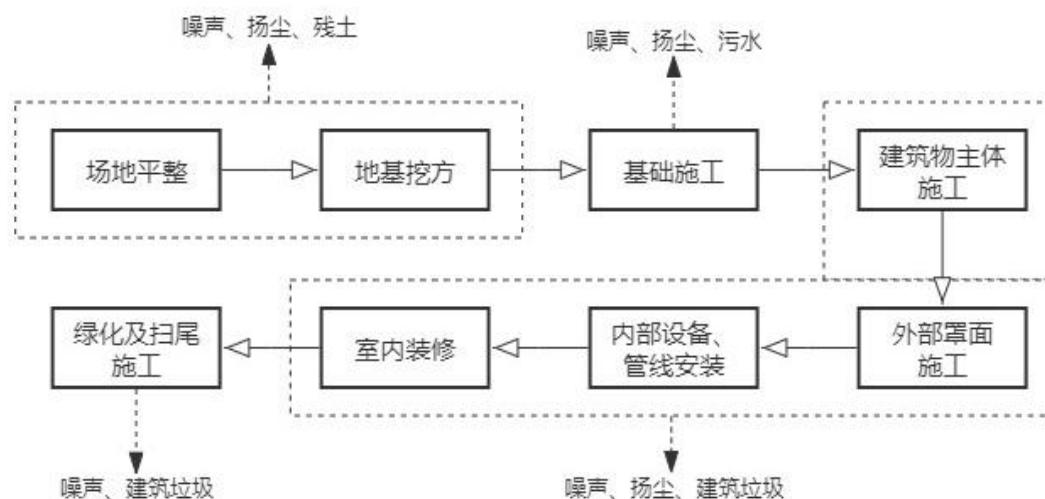 噪声、扬尘、残土
噪声、扬尘、污水
场地平整
地基挖方
基础施工
建筑物主体
施工
绿化及扫尾
施工
室内装修
内部设备、
管线安装
外部罩面
施工
噪声、建筑垃圾
噪声、扬尘、建筑垃圾